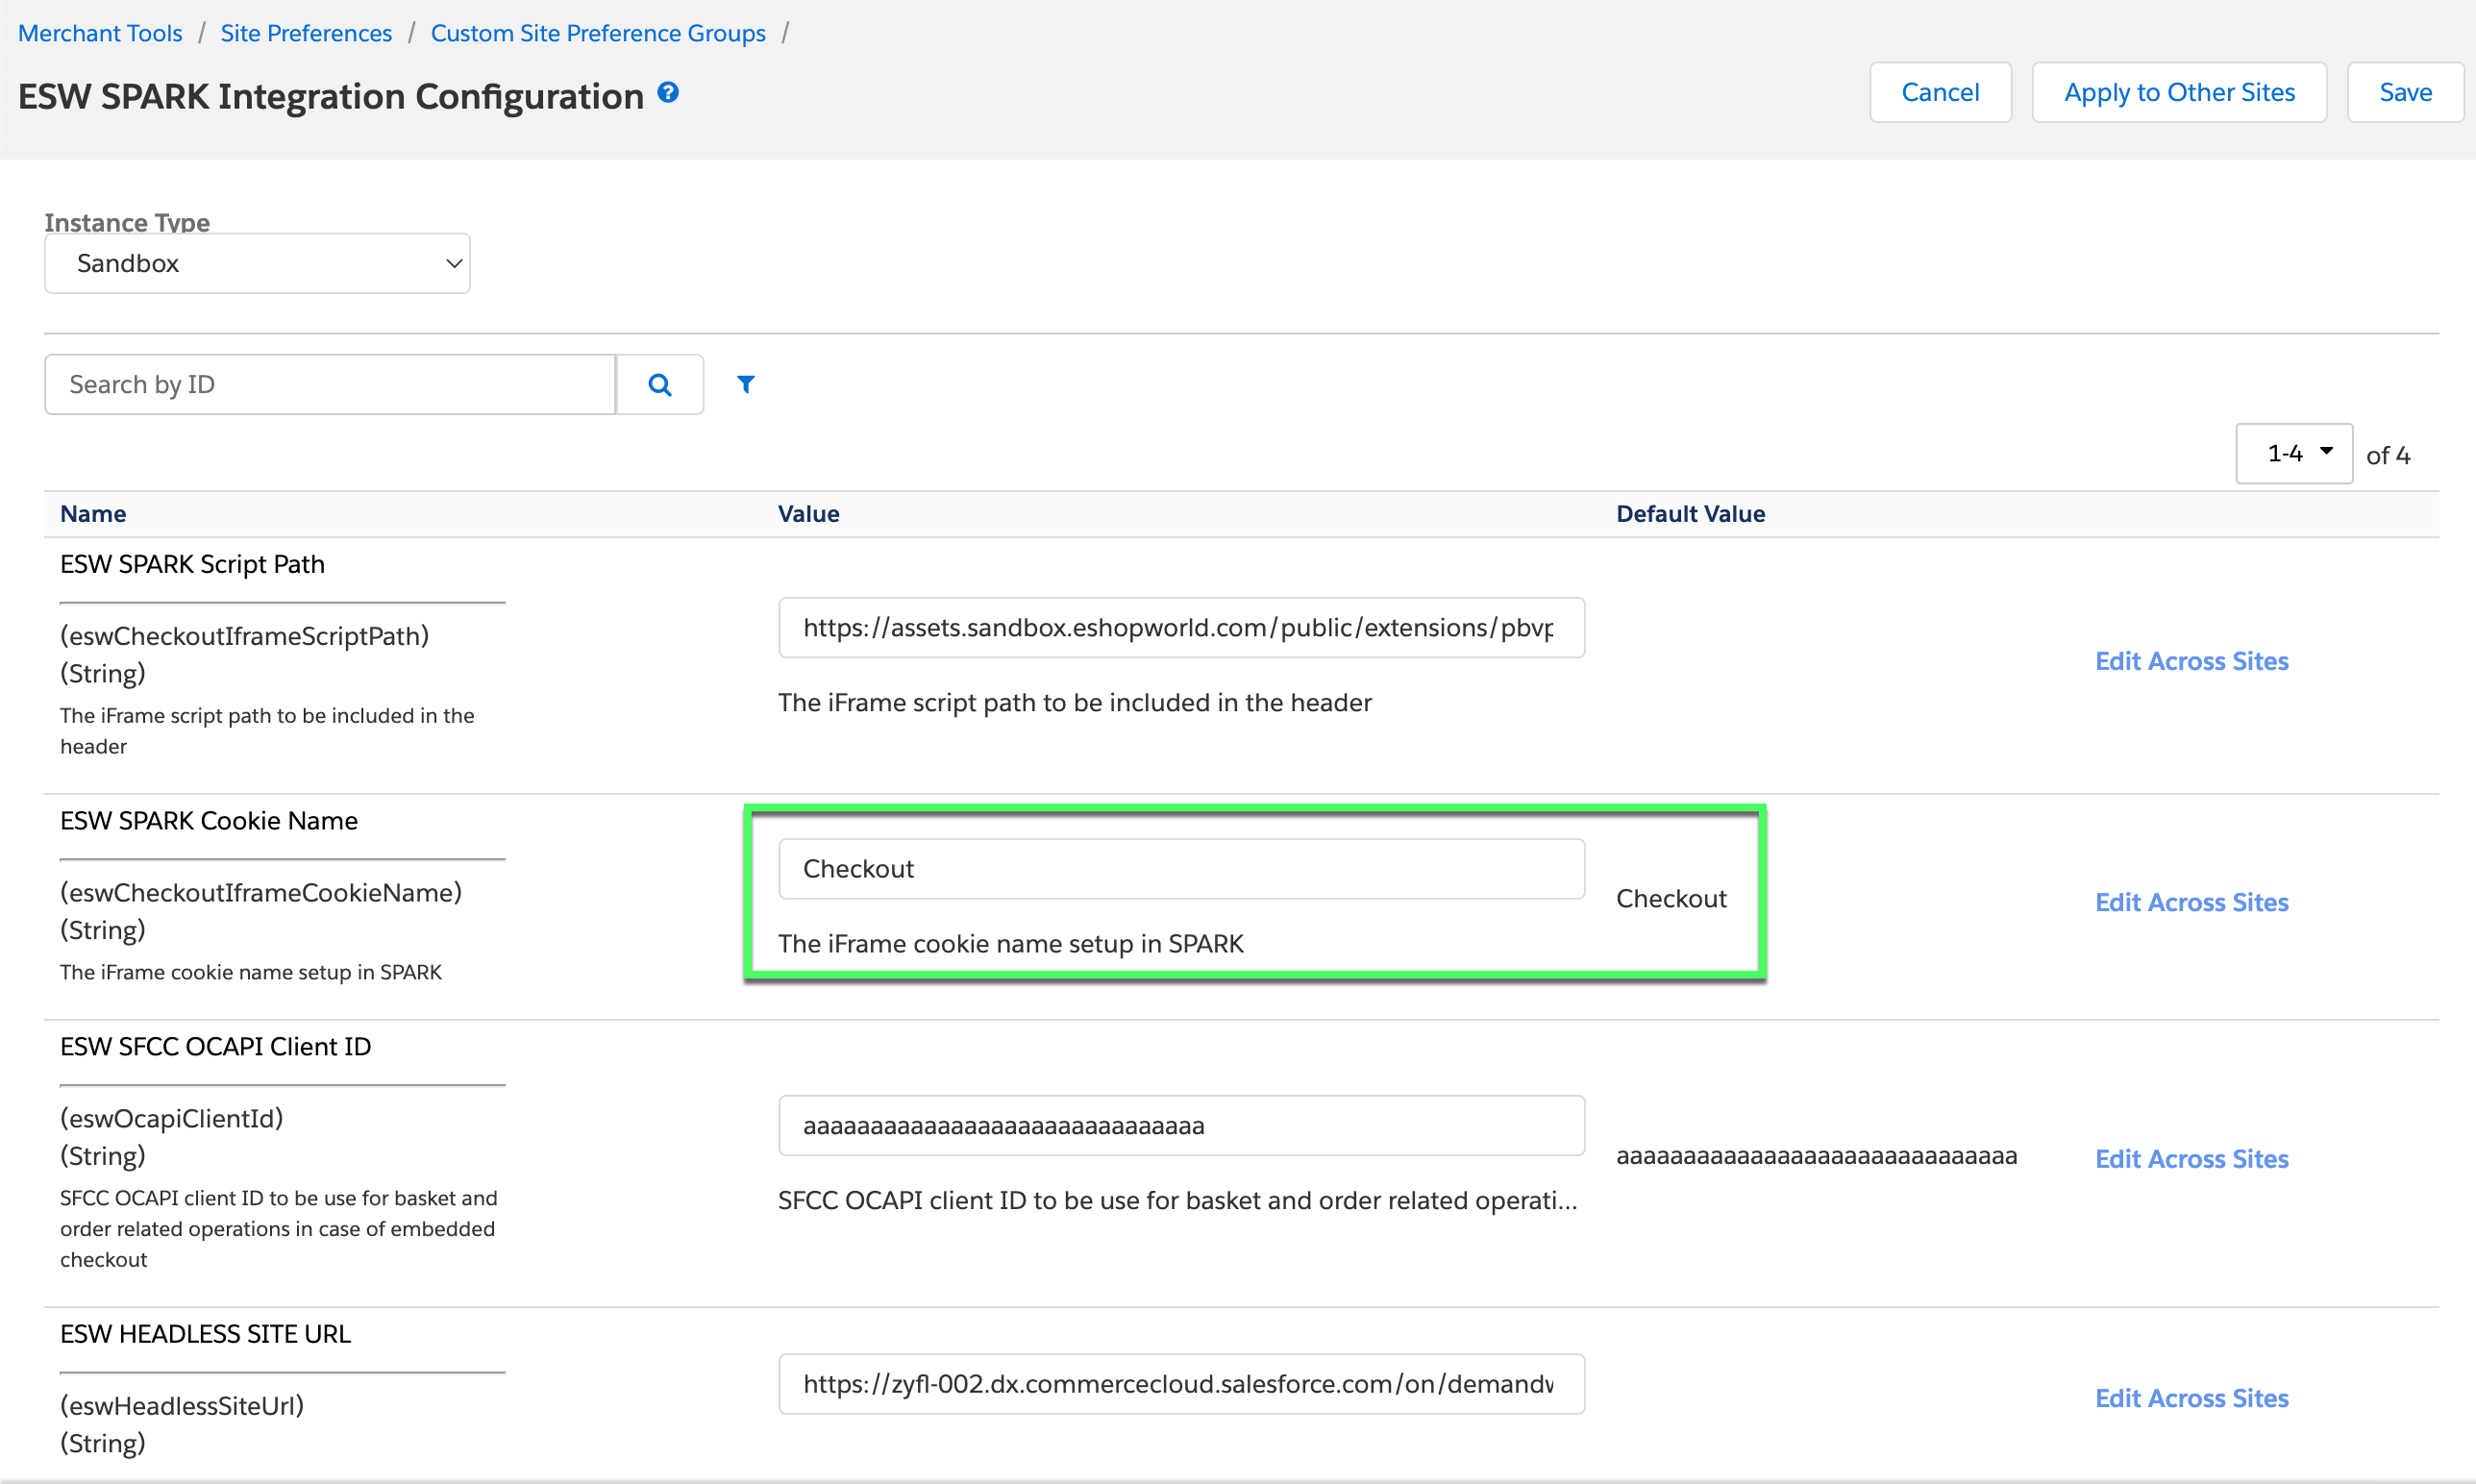 Merchant Tools / Site Preferences / Custom Site Preference Groups /
ESW SPARK Integration Configuration ?
Cancel
Apply to Other Sites
Save
Instance Type
Sandbox
Search by ID
1-4 of 4
Name Value Default Value
ESW SPARK Script Path
(eswCheckoutIframeScriptPath)
(String)
The iFrame script path to be included in the
header
https://assets.sandbox.eshopworld.com/public/extensions/pbvp
The iFrame script path to be included in the header
Edit Across Sites
ESW SPARK Cookie Name
(eswCheckoutIframeCookieName)
(String)
The iFrame cookie name setup in SPARK
Checkout
The iFrame cookie name setup in SPARK
Checkout
Edit Across Sites
ESW SFCC OCAPI Client ID
(eswOcapiClientId)
(String)
SFCC OCAPI client ID to be use for basket and
order related operations in case of embedded
checkout
aaaaaaaaaaaaaaaaaaaaaaaaaaaaaa
SFCC OCAPI client ID to be use for basket and order related operati...
aaaaaaaaaaaaaaaaaaaaaaaaaaaaaa
Edit Across Sites
ESW HEADLESS SITE URL
(eswHeadlessSiteUrl)
(String)
https://zyfl-002.dx.commercecloud.salesforce.com/on/demandw
Edit Across Sites